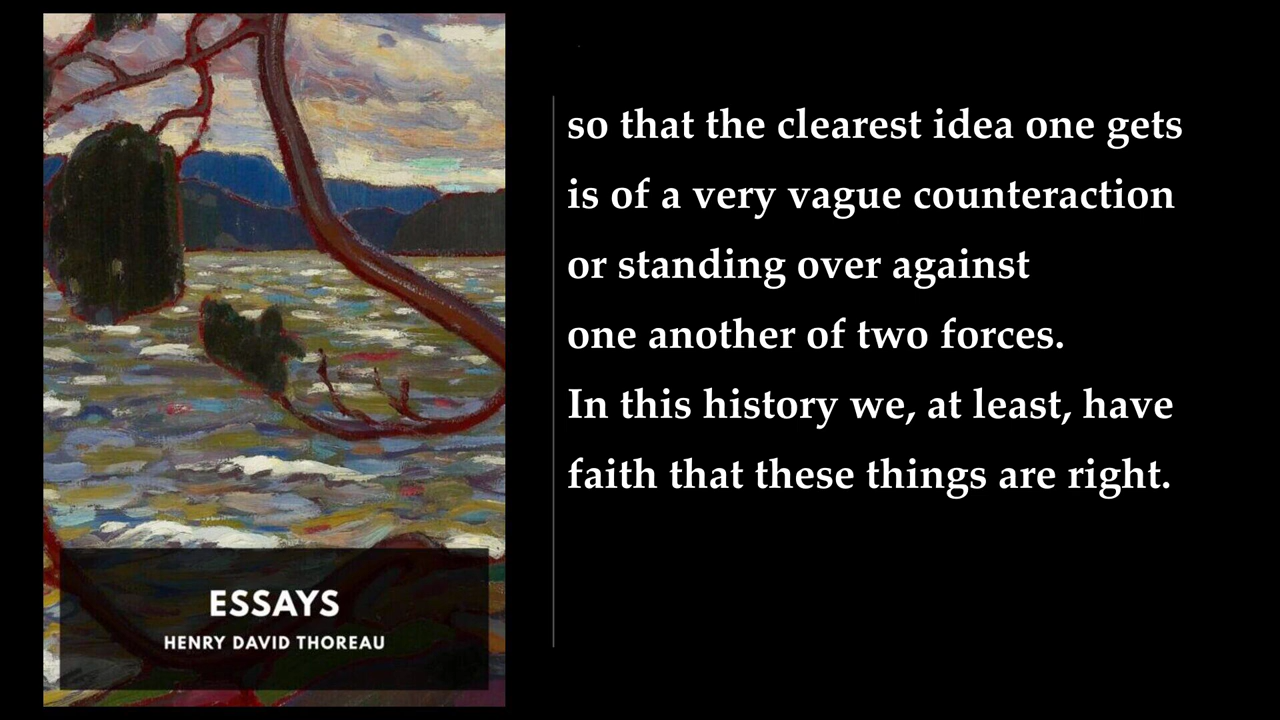 ESSAYS
HENRY DAVID THOREAU
so that the clearest idea one gets
is of a very vague counteraction
or standing over against
one another of two forces.
In this history we, at least, have
faith that these things are right.